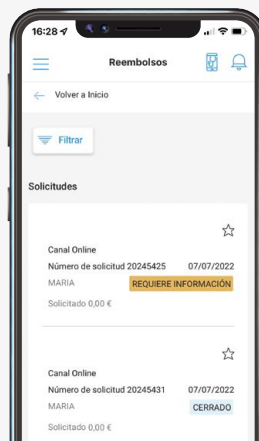 16:28
Reembolsos
Volver a Inicio
Filtrar
Solicitudes
Canal Online
Número de solicitud 20245425 07/07/2022
MARIA REQUIERE INFORMACIÓN
Solicitado 0,00 €
Canal Online
Número de solicitud 20245431 07/07/2022
MARIA CERRADO
Solicitado 0,00 €